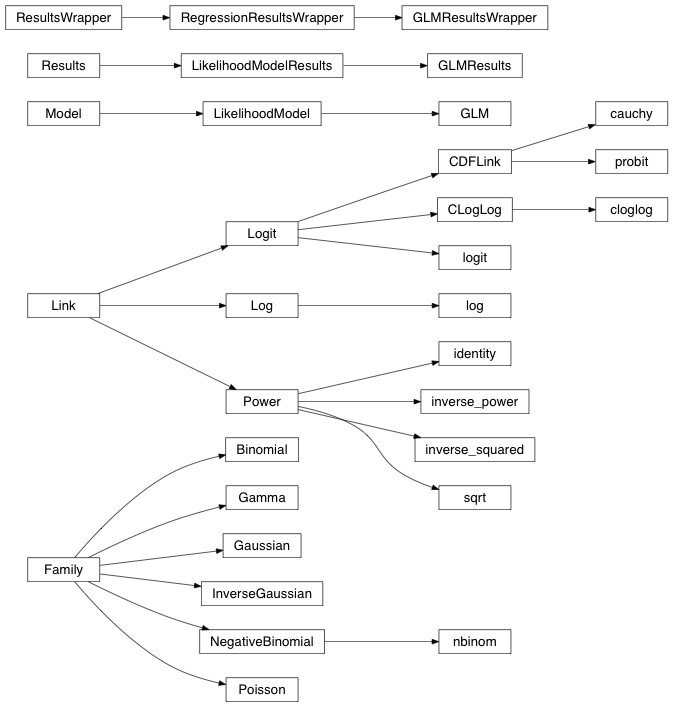 ResultsWrapper
RegressionResultsWrapper
GLMResultsWrapper
Results
LikelihoodModelResults
GLMResults
Model
LikelihoodModel
GLM
cauchy
CDFLink
probit
CLogLog
cloglog
Logit
logit
Link
Log
log
identity
Power
inverse_power
Binomial
inverse_squared
Gamma
sqrt
Gaussian
Family
InverseGaussian
NegativeBinomial
nbinom
Poisson